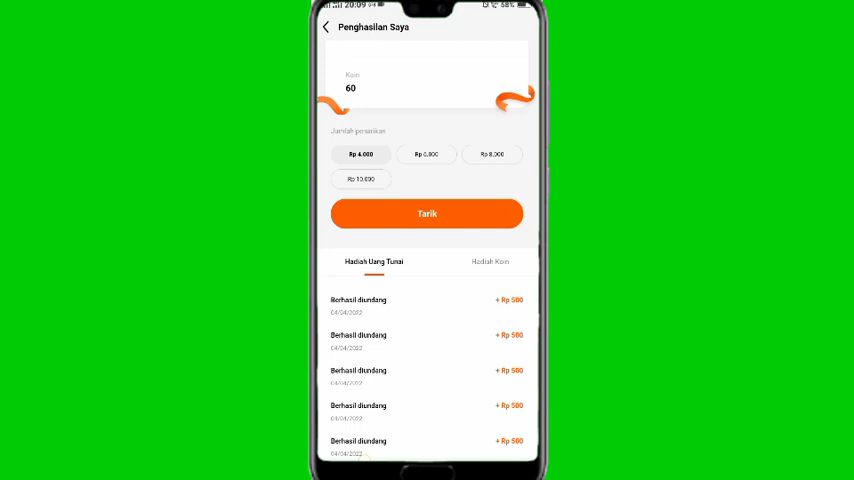 20:09
58%
Penghasilan Saya
Koin
60
Jumlah penarikan
Rp 4.000
Rp 6.000
Rp 8.000
Rp 10.000
Tarik
Hadiah Uang Tunai
Hadiah Koin
Berhasil diundang
+ Rp 500
04/04/2022
Berhasil diundang
+ Rp 500
04/04/2022
Berhasil diundang
+ Rp 500
04/04/2022
Berhasil diundang
+ Rp 500
04/04/2022
Berhasil diundang
+ Rp 500
04/04/2022